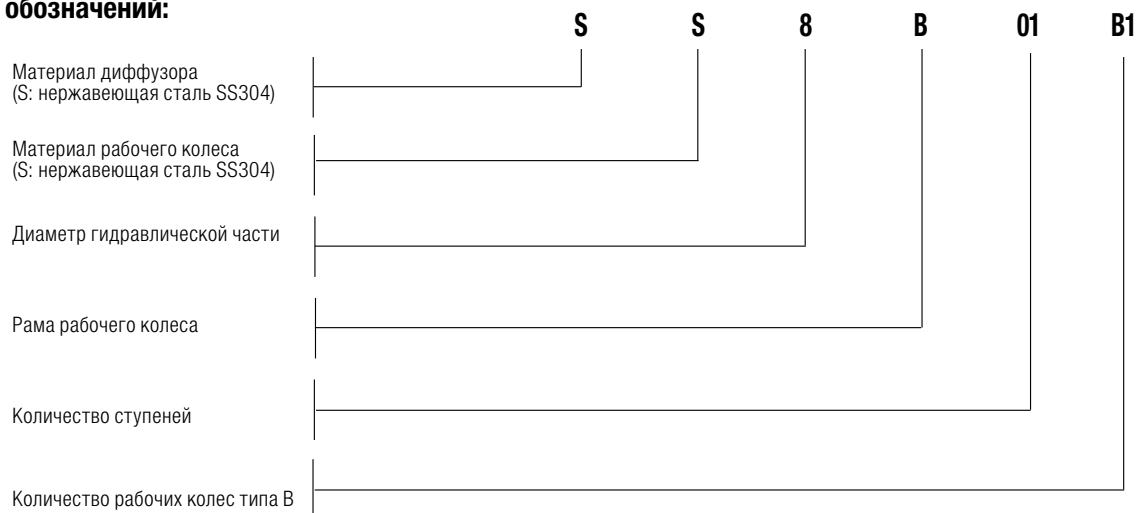 обозначений:
S S 8 B 01 B1
Материал диффузора
(S: нержавеющая сталь SS304)
Материал рабочего колеса
(S: нержавеющая сталь SS304)
Диаметр гидравлической части
Рама рабочего колеса
Количество ступеней
Количество рабочих колес типа B